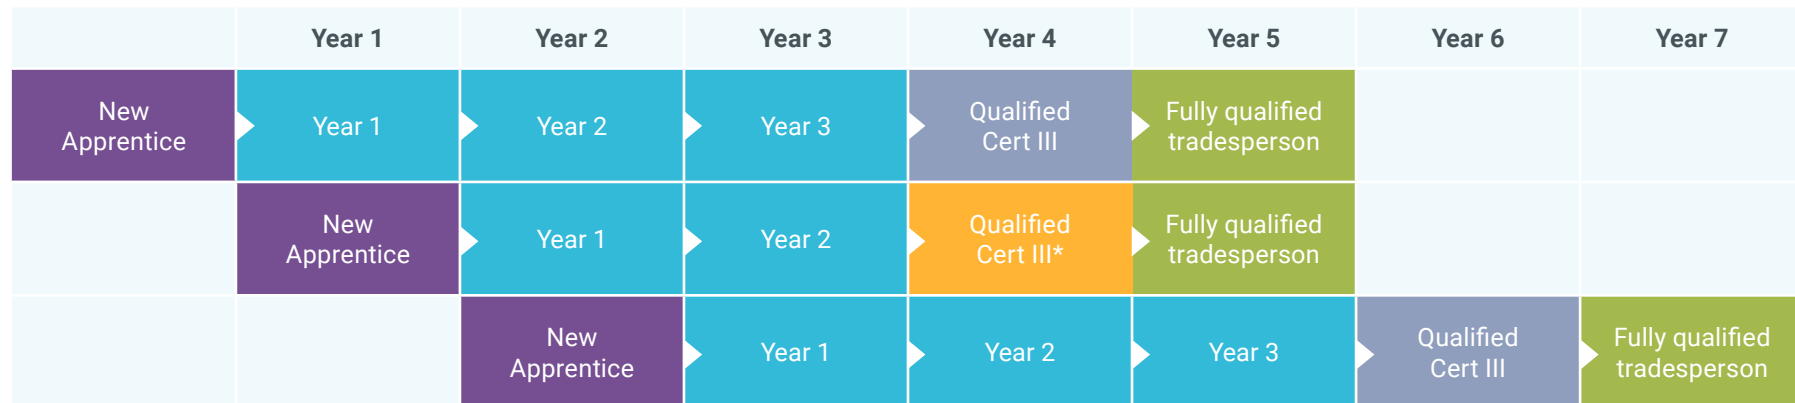 Year 1 Year 2 Year 3 Year 4 Year 5 Year 6 Year 7
New
Apprentice
Year 1
Year 2
Year 3
Qualified
Cert III
Fully qualified
tradesperson
New
Apprentice
Year 1
Year 2
Qualified
Cert III*
Fully qualified
tradesperson
New
Apprentice
Year 1
Year 2
Year 3
Qualified
Cert III
Fully qualified
tradesperson